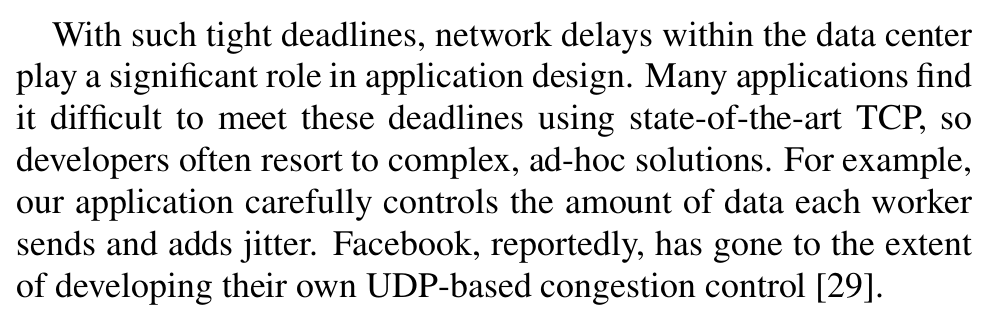 With such tight deadlines, network delays within the data center
play a significant role in application design. Many applications find
it difficult to meet these deadlines using state-of-the-art TCP, so
developers often resort to complex, ad-hoc solutions. For example,
our application carefully controls the amount of data each worker
sends and adds jitter. Facebook, reportedly, has gone to the extent
of developing their own UDP-based congestion control [29].